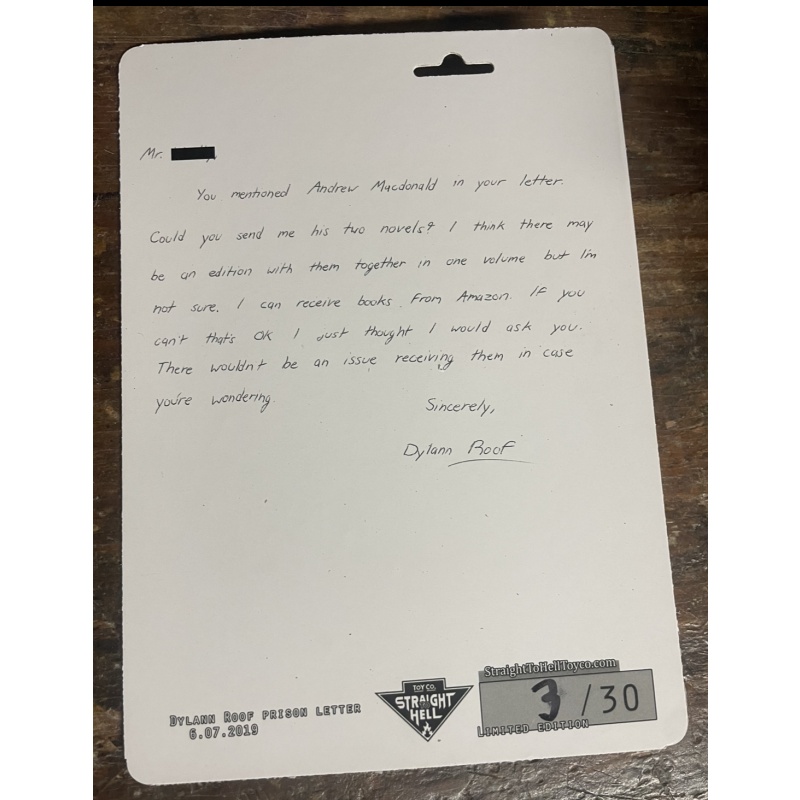 Mr.
You mentioned Andrew Macdonald in your letter.
Could you send me his two novels? I think there may
be an edition with them together in one volume but I'm
not sure. I can receive books from Amazon. If you
can't that's OK I just thought I would ask you.
There wouldn't be an issue receiving them in case
you're wondering.
Sincerely,
Dylann Roof
DYLANN ROOF PRISON LETTER
6.07.2019
TOY CO.
STRAIGHT
TO
HELL
StraightToHellToyco.com
3/30
LIMITED EDITION